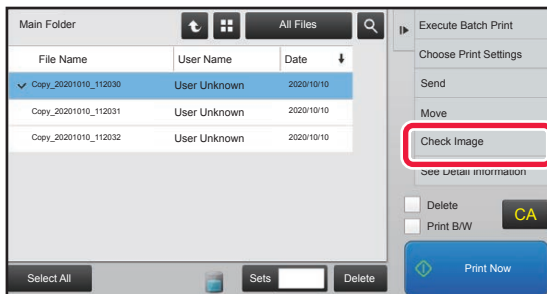 Main Folder
All Files
File Name User Name Date
Copy_20201010_112030 User Unknown 2020/10/10
Copy_20201010_112031 User Unknown 2020/10/10
Copy_20201010_112032 User Unknown 2020/10/10
Select All
Sets
Delete
Execute Batch Print
Choose Print Settings
Send
Move
Check Image
See Detail Information
Delete
Print B/W
CA
Print Now